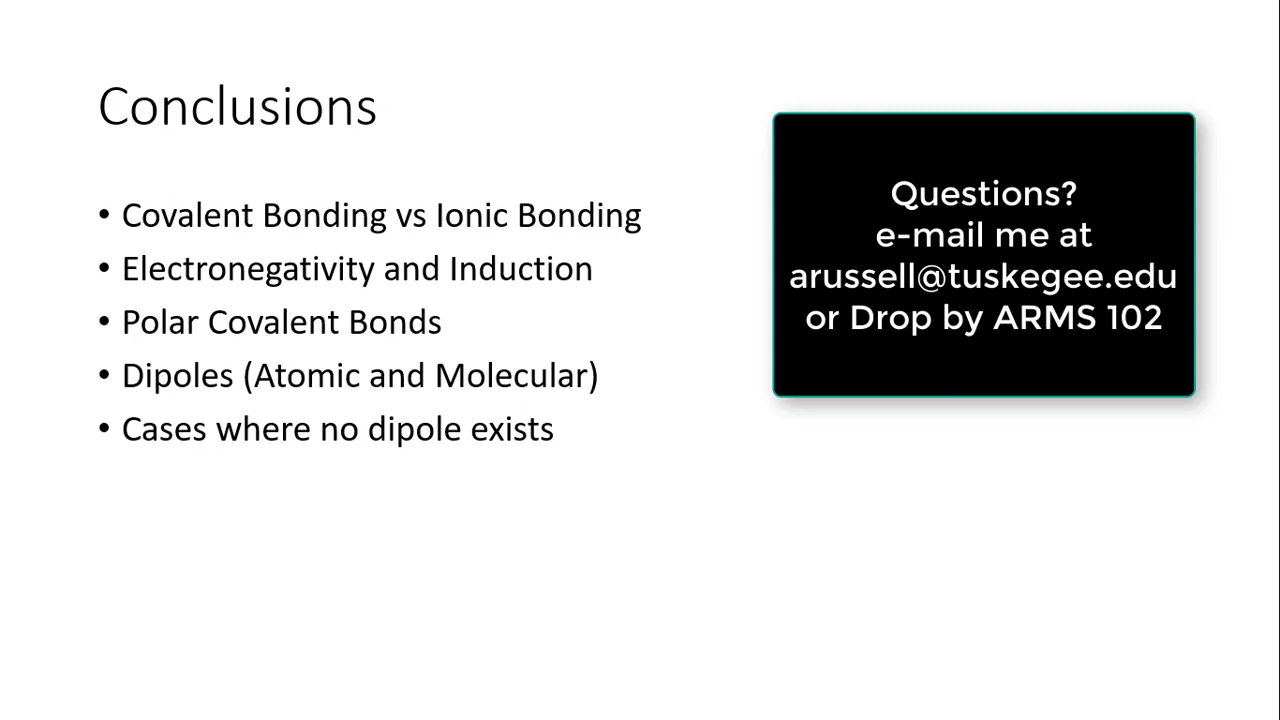 Conclusions
• Covalent Bonding vs Ionic Bonding
• Electronegativity and Induction
• Polar Covalent Bonds
• Dipoles (Atomic and Molecular)
• Cases where no dipole exists
Questions?
e-mail me at
arussell@tuskegee.edu
or Drop by ARMS 102